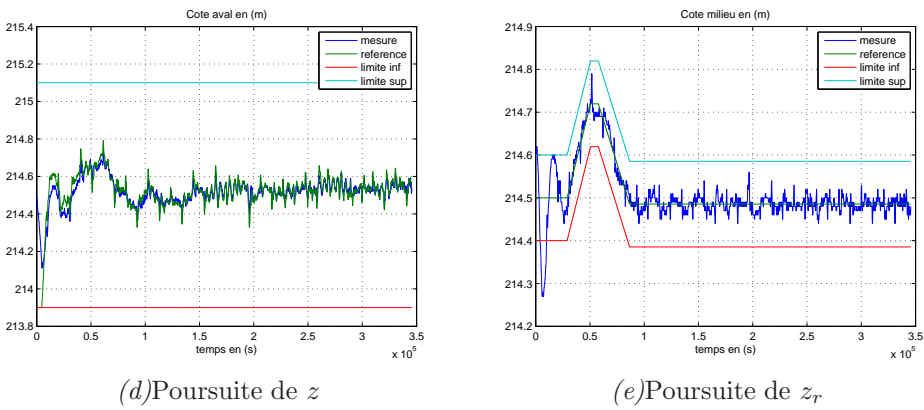 Cote aval en (m)
215.4
215.2
215
214.8
214.6
214.4
214.2
214
213.8
0
0.5
1
1.5
2
2.5
3
3.5
x 10^5
temps en (s)
mesure
reference
limite inf
limite sup
(d)Poursuite de z
Cote milieu en (m)
214.9
214.8
214.7
214.6
214.5
214.4
214.3
214.2
0
0.5
1
1.5
2
2.5
3
3.5
x 10^5
temps en (s)
mesure
reference
limite inf
limite sup
(e)Poursuite de z_r